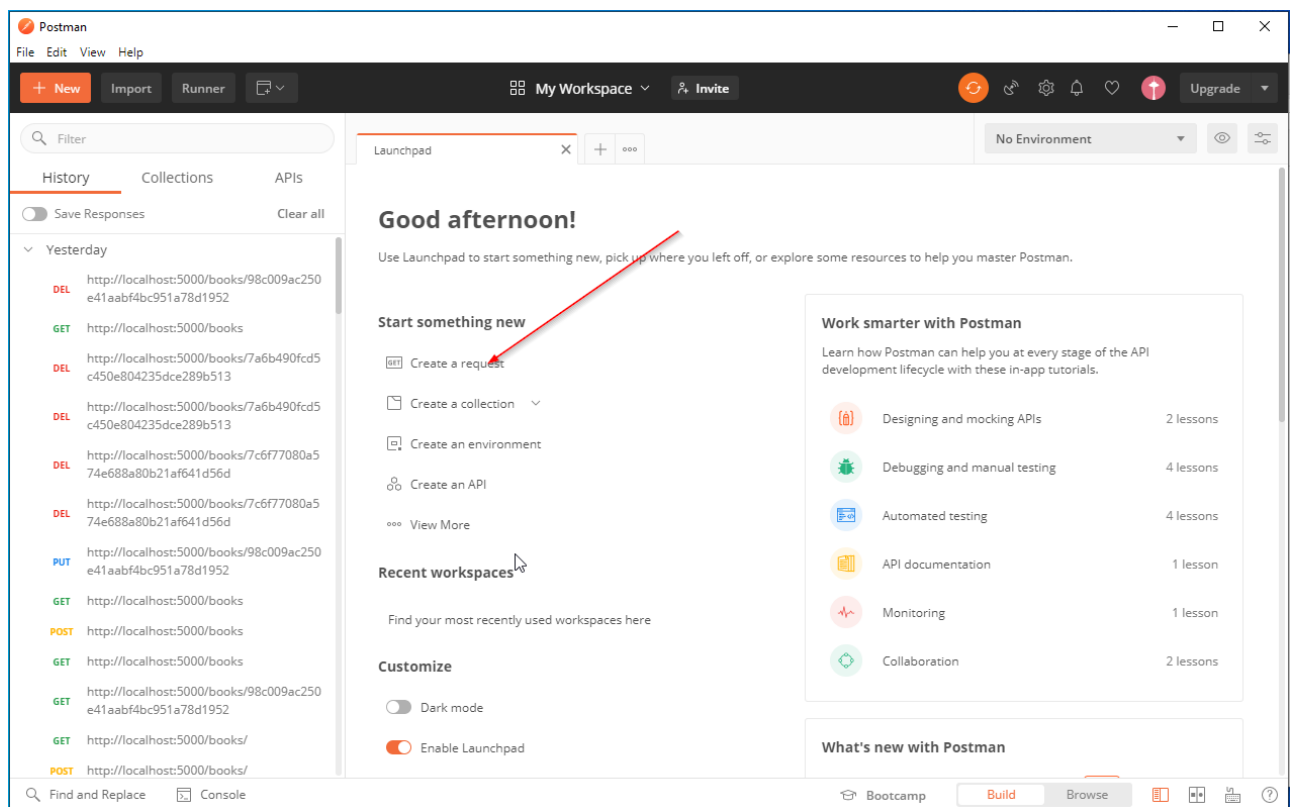 Postman
File Edit View Help
+ New Import Runner My Workspace Invite Upgrade
Filter
History Collections APIs
Save Responses Clear all
Yesterday
DEL http://localhost:5000/books/98c009ac250
e41aabf4bc951a78d1952
GET http://localhost:5000/books
DEL http://localhost:5000/books/7a6b490fcd5
c450e804235dce289b513
DEL http://localhost:5000/books/7a6b490fcd5
c450e804235dce289b513
DEL http://localhost:5000/books/7c6f77080a5
74e688a80b21af641d56d
DEL http://localhost:5000/books/7c6f77080a5
74e688a80b21af641d56d
PUT http://localhost:5000/books/98c009ac250
e41aabf4bc951a78d1952
GET http://localhost:5000/books
POST http://localhost:5000/books
GET http://localhost:5000/books
GET http://localhost:5000/books/98c009ac250
e41aabf4bc951a78d1952
GET http://localhost:5000/books/
POST http://localhost:5000/books/
Launchpad
No Environment
Good afternoon!
Use Launchpad to start something new, pick up where you left off, or explore some resources to help you master Postman.
Start something new
GET Create a request
Create a collection
Create an environment
Create an API
View More
Recent workspaces
Find your most recently used workspaces here
Customize
Dark mode
Enable Launchpad
Work smarter with Postman
Learn how Postman can help you at every stage of the API
development lifecycle with these in-app tutorials.
Designing and mocking APIs 2 lessons
Debugging and manual testing 4 lessons
Automated testing 4 lessons
API documentation 1 lesson
Monitoring 1 lesson
Collaboration 2 lessons
What's new with Postman
Find and Replace Console Bootcamp Build Browse